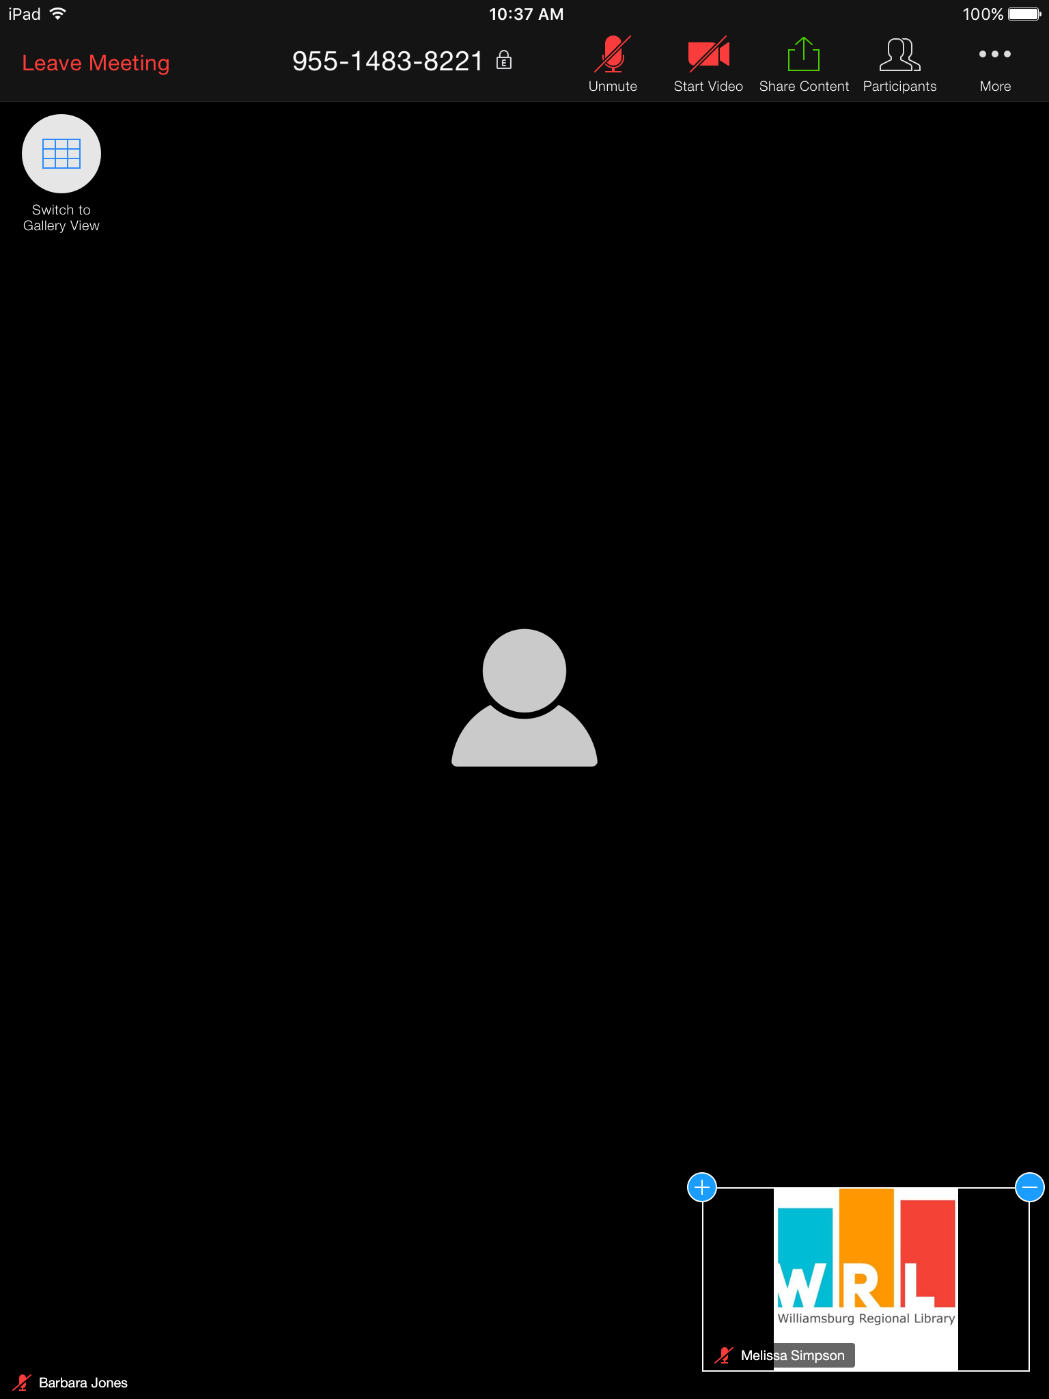 iPad
10:37 AM
100%
Leave Meeting
955-1483-8221
E
Unmute
Start Video
Share Content
Participants
More
Switch to
Gallery View
WRL
Williamsburg Regional Library
Melissa Simpson
Barbara Jones